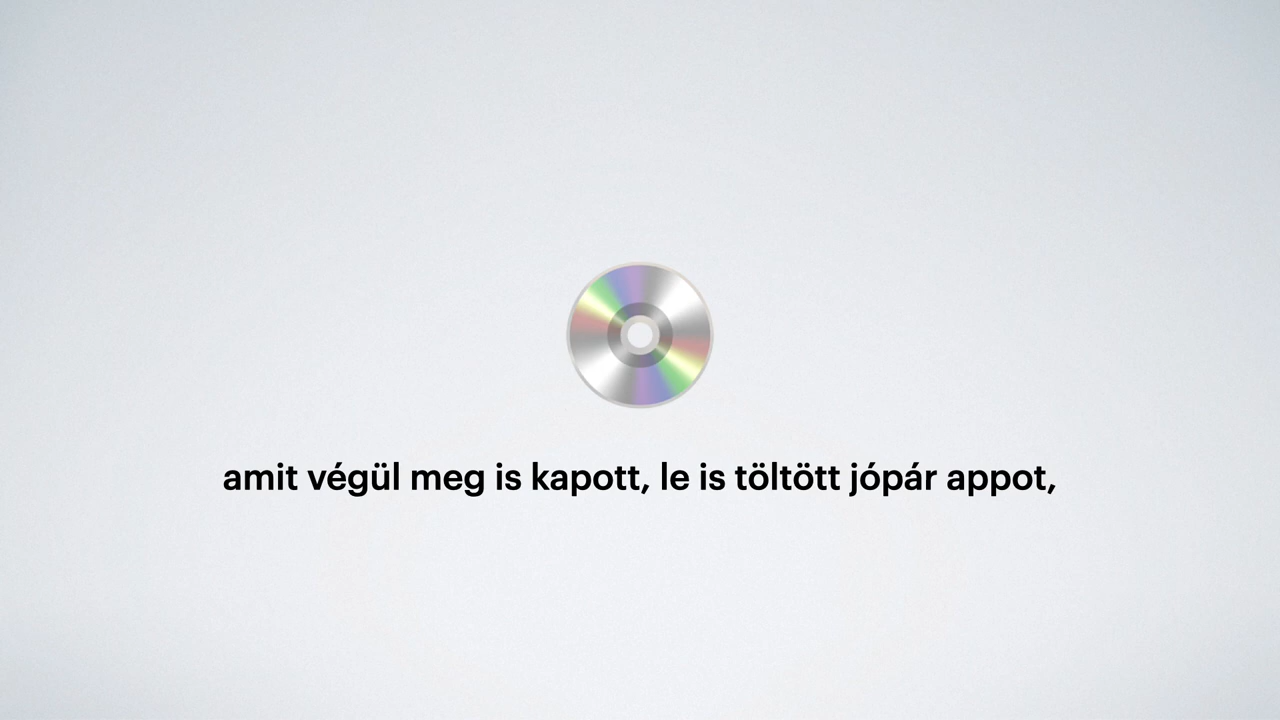 amit végül meg is kapott, le is töltött jópár appot,